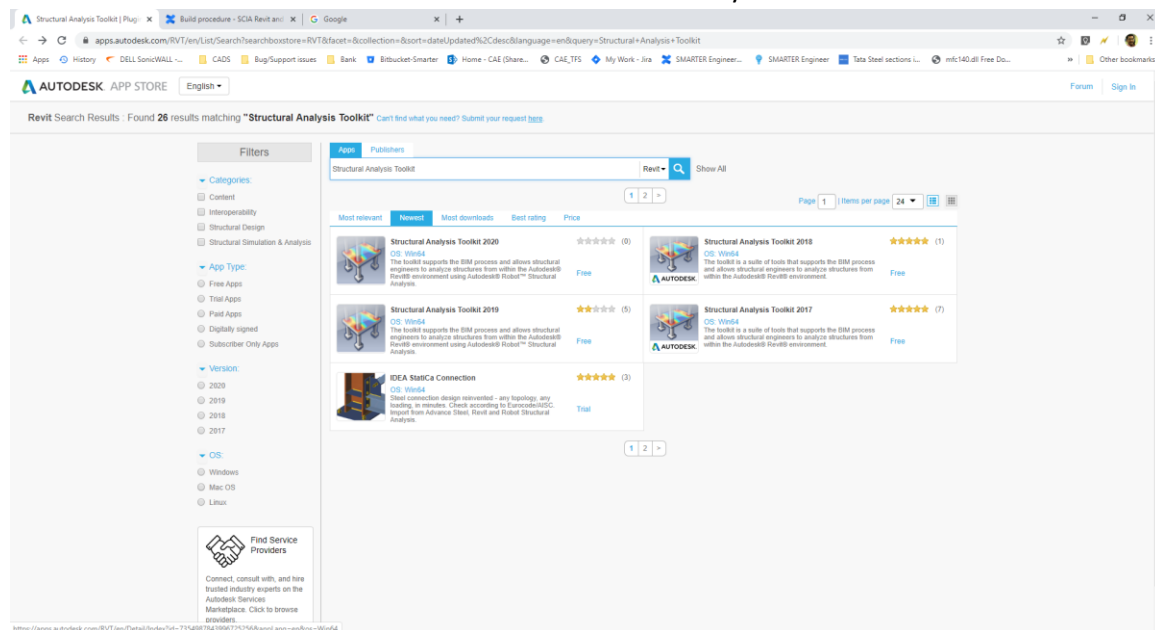 Structural Analysis Toolkit | Plugi
Build procedure - SCIA Revit and
Google
apps.autodesk.com/RVT/en/List/Search?searchboxstore=RVT&facet=&collection=&sort=dateUpdated%2Cdesc&language=en&query=Structural+Analysis+Toolkit
Apps History DELL SonicWALL -... CADS Bug/Support issues Bank Bitbucket-Smarter Home - CAE (Share... CAE_TFS My Work - Jira SMARTER Engineer... SMARTER Engineer Tata Steel sections i... mfc140.dll Free Do... » Other bookmarks
AUTODESK. APP STORE English Forum Sign In
Revit Search Results : Found 26 results matching "Structural Analysis Toolkit" Can't find what you need? Submit your request here.
Filters
Categories:
Content
Interoperability
Structural Design
Structural Simulation & Analysis
App Type:
Free Apps
Trial Apps
Paid Apps
Digitally signed
Subscriber Only Apps
Version:
2020
2019
2018
2017
OS:
Windows
Mac OS
Linux
Find Service
Providers
Connect, consult with, and hire
trusted industry experts on the
Autodesk Services
Marketplace. Click to browse
providers.
Apps Publishers
Structural Analysis Toolkit Revit Show All
1 2 >
Page 1 | Items per page 24
Most relevant Newest Most downloads Best rating Price
Structural Analysis Toolkit 2020 (0)
OS: Win64
The toolkit supports the BIM process and allows structural
engineers to analyze structures from within the Autodesk®
Revit® environment using Autodesk® Robot™ Structural
Analysis.
Free
Structural Analysis Toolkit 2018 (1)
OS: Win64
The toolkit is a suite of tools that supports the BIM process
and allows structural engineers to analyze structures from
within the Autodesk® Revit® environment.
Free
AUTODESK.
Structural Analysis Toolkit 2019 (5)
OS: Win64
The toolkit supports the BIM process and allows structural
engineers to analyze structures from within the Autodesk®
Revit® environment using Autodesk® Robot™ Structural
Analysis.
Free
Structural Analysis Toolkit 2017 (7)
OS: Win64
The toolkit is a suite of tools that supports the BIM process
and allows structural engineers to analyze structures from
within the Autodesk® Revit® environment.
Free
AUTODESK.
IDEA StatiCa Connection (3)
OS: Win64
Steel connection design reinvented - any topology, any
loading, in minutes. Check according to Eurocode/AISC.
Import from Advance Steel, Revit and Robot Structural
Analysis.
Trial
1 2 >